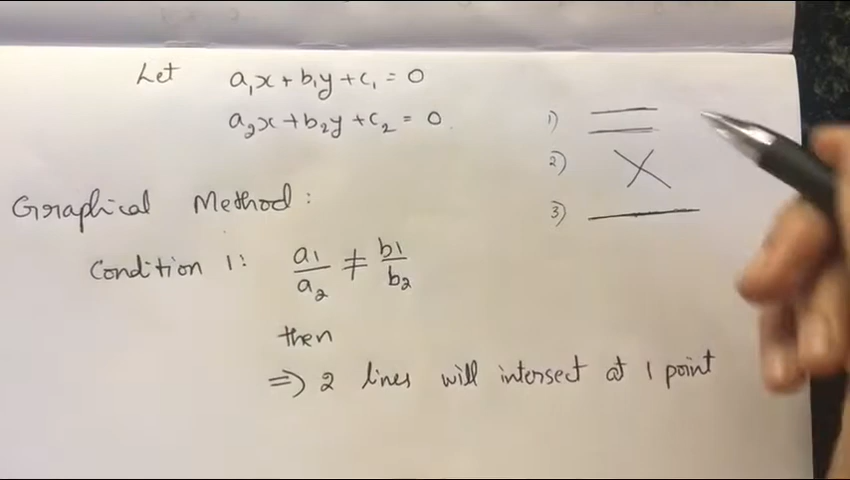 Let a₁x + b₁y + c₁ = 0
a₂x + b₂y + c₂ = 0.
1)
2)
3)
Graphical Method:
Condition 1: a₁/a₂ ≠ b₁/b₂
then
⇒ 2 lines will intersect at 1 point